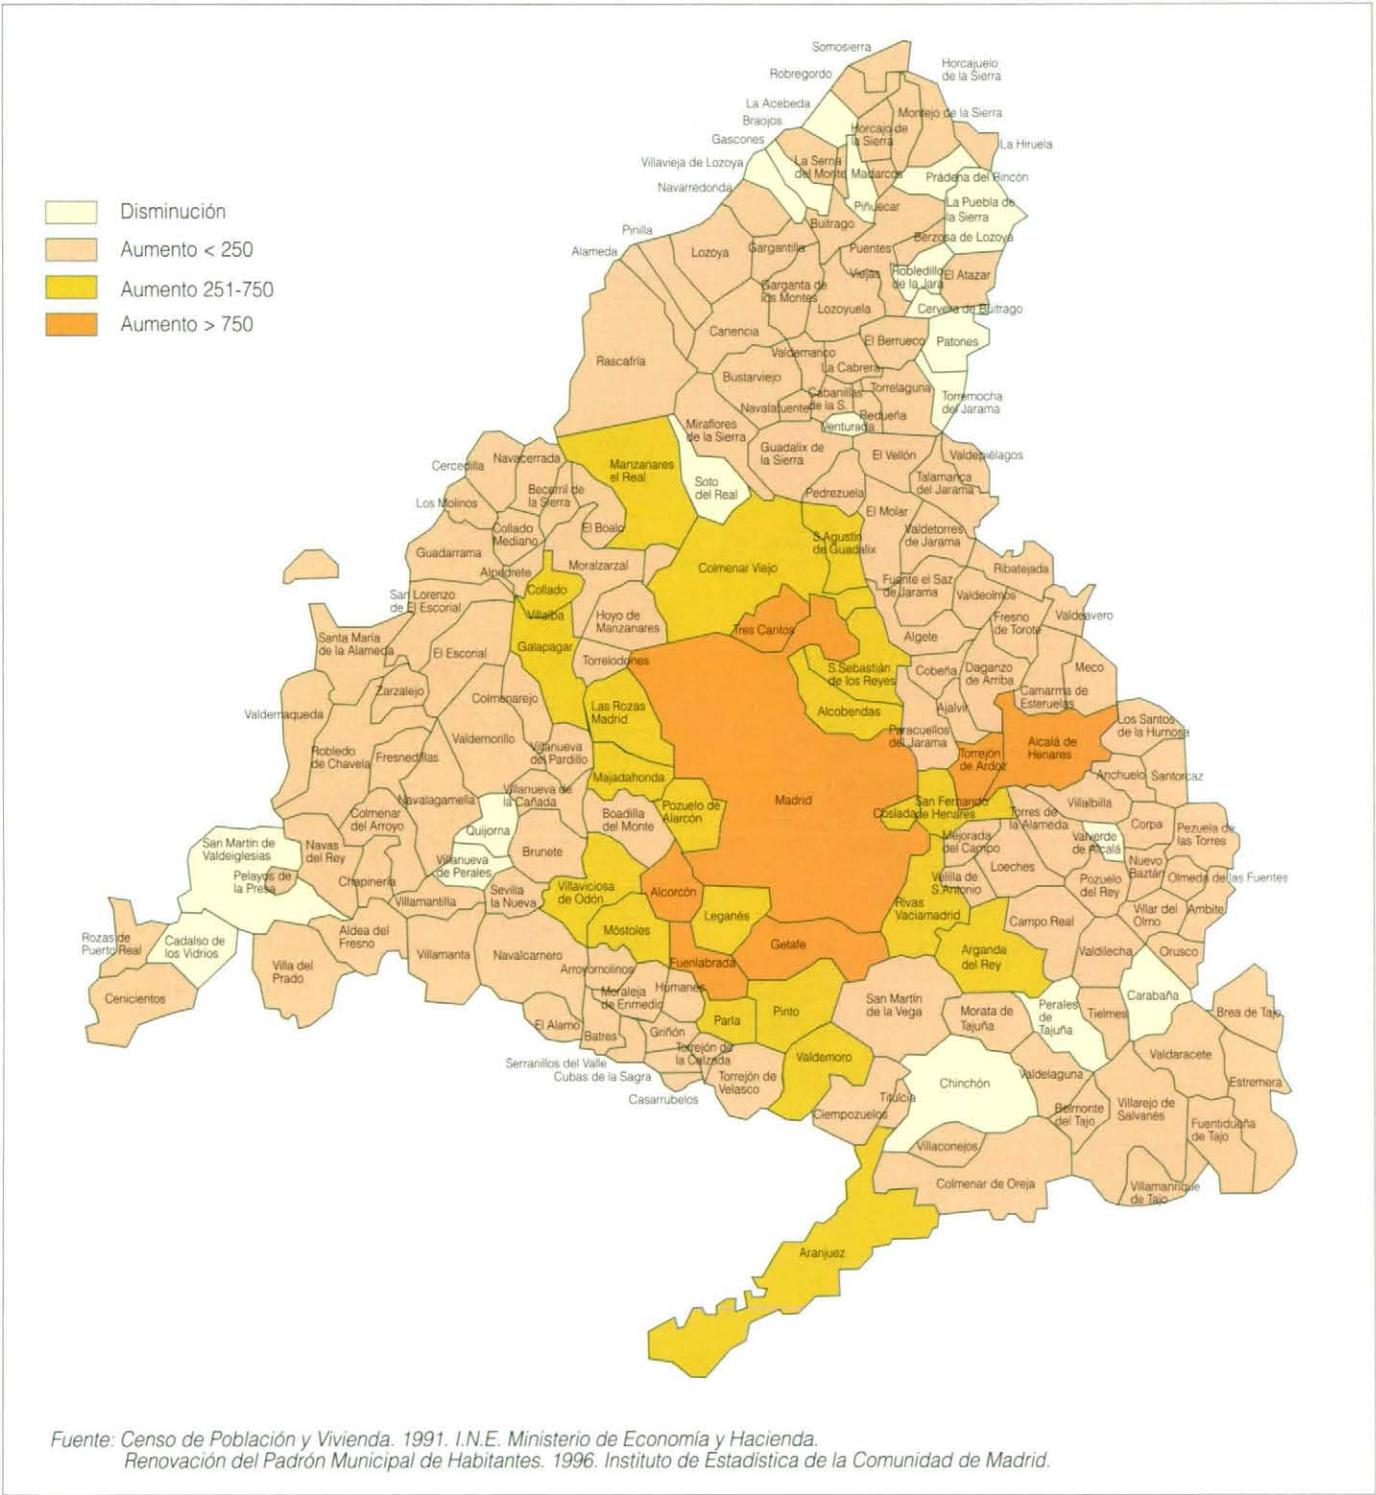 Somosierra
Horcajuelo
de la Sierra
Robregordo
La Acebeda
Montejo de la Sierra
Braojos
Horcajo de
la Sierra
Gascones
La Hiruela
Villavieja de Lozoya
La Serna
del Monte
Madarcos
Prádena del Rincón
Navarredonda
Piñuecar
La Puebla de
la Sierra
Disminución
Buitrago
Pinilla
Berzosa de Lozoya
Alameda
Lozoya
Gargantilla
Puentes
Viejas
Aumento < 250
Robledillo
de la Jara
El Atazar
Garganta de
los Montes
Aumento 251-750
Lozoyuela
Cervera de Buitrago
Aumento > 750
Canencia
El Berrueco
Patones
Rascafría
Valdemanco
La Cabrera
Bustarviejo
Cabanillas
de la S.
Torrelaguna
Torremocha
del Jarama
Navalafuente
Redueña
Venturada
Miraflores
de la Sierra
Guadalix de
la Sierra
El Vellón
Valdepiélagos
Cercedilla
Navacerrada
Manzanares
el Real
Soto
del Real
Talamanca
del Jarama
Los Molinos
Becerril de
la Sierra
Pedrezuela
El Molar
Collado
Mediano
El Boalo
Valdetorres
de Jarama
Guadarrama
S.Agustín
de Guadalix
Alpedrete
Moralzarzal
Colmenar Viejo
Ribatejada
San Lorenzo
de El Escorial
Collado
Villalba
Fuente el Saz
de Jarama
Valdeolmos
Hoyo de
Manzanares
Fresno
de Torote
Valdeavero
Santa María
de la Alameda
El Escorial
Galapagar
Tres Cantos
Algete
Torrelodones
S.Sebastián
de los Reyes
Cobeña
Daganzo
de Arriba
Meco
Zarzalejo
Colmenarejo
Camarma de
Esteruelas
Valdemaqueda
Las Rozas
Madrid
Alcobendas
Ajalvir
Los Santos
de la Humosa
Robledo
de Chavela
Fresnedillas
Valdemorillo
Villanueva
del Pardillo
Paracuellos
del Jarama
Torrejón
de Ardoz
Alcalá de
Henares
Majadahonda
Anchuelo
Santorcaz
Navalagamella
Villanueva de
la Cañada
Madrid
San Fernando
de Henares
Coslada
Villalbilla
Colmenar
del Arroyo
Boadilla
del Monte
Pozuelo de
Alarcón
Torres de
la Alameda
Corpa
Pezuela de
las Torres
Quijorna
Mejorada
del Campo
Valverde
de Alcalá
San Martín de
Valdeiglesias
Navas
del Rey
Villanueva
de Perales
Brunete
Loeches
Nuevo
Baztán
Olmeda de las Fuentes
Pelayos de
la Presa
Chapinería
Sevilla
la Nueva
Villaviciosa
de Odón
Alcorcón
Velilla de
S.Antonio
Pozuelo
del Rey
Villamantilla
Rivas
Vaciamadrid
Villar del
Olmo
Ambite
Leganés
Campo Real
Rozas de
Puerto Real
Cadalso de
los Vidrios
Aldea del
Fresno
Móstoles
Getafe
Arganda
del Rey
Valdilecha
Orusco
Villamanta
Navalcarnero
Fuenlabrada
Villa del
Prado
Arroyomolinos
Cenicientos
Moraleja
de Enmedio
Humanes
San Martín
de la Vega
Morata de
Tajuña
Perales
de
Tajuña
Tielmes
Carabaña
Brea de Tajo
Parla
Pinto
El Alamo
Batres
Griñón
Torrejón de
la Calzada
Valdemoro
Valdaracete
Serranillos del Valle
Cubas de la Sagra
Torrejón de
Velasco
Chinchón
Valdelaguna
Estremera
Casarrubelos
Ciempozuelos
Titulcia
Belmonte
del Tajo
Villarejo de
Salvanés
Fuentidueña
de Tajo
Villaconejos
Colmenar de Oreja
Villamanrique
de Tajo
Aranjuez
Fuente: Censo de Población y Vivienda. 1991. I.N.E. Ministerio de Economía y Hacienda.
Renovación del Padrón Municipal de Habitantes. 1996. Instituto de Estadística de la Comunidad de Madrid.